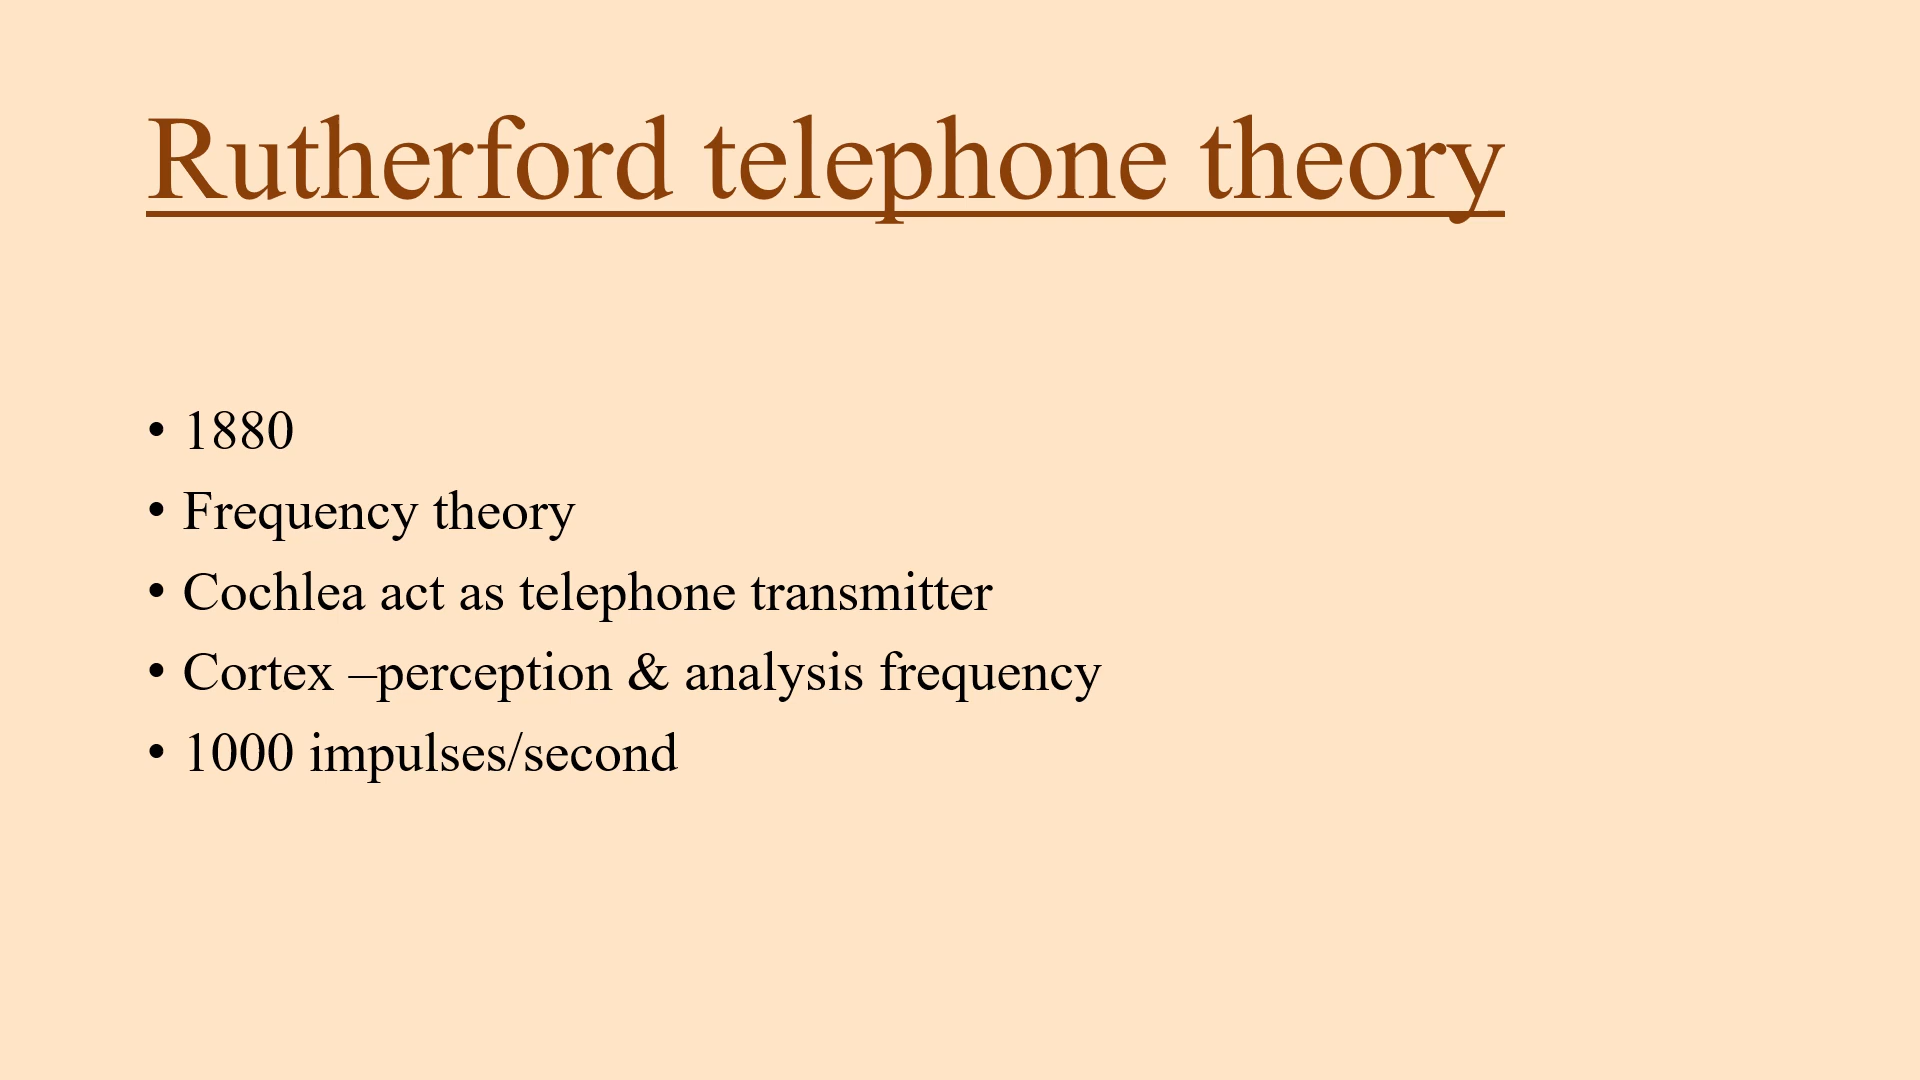 Rutherford telephone theory
• 1880
• Frequency theory
• Cochlea act as telephone transmitter
• Cortex –perception & analysis frequency
• 1000 impulses/second